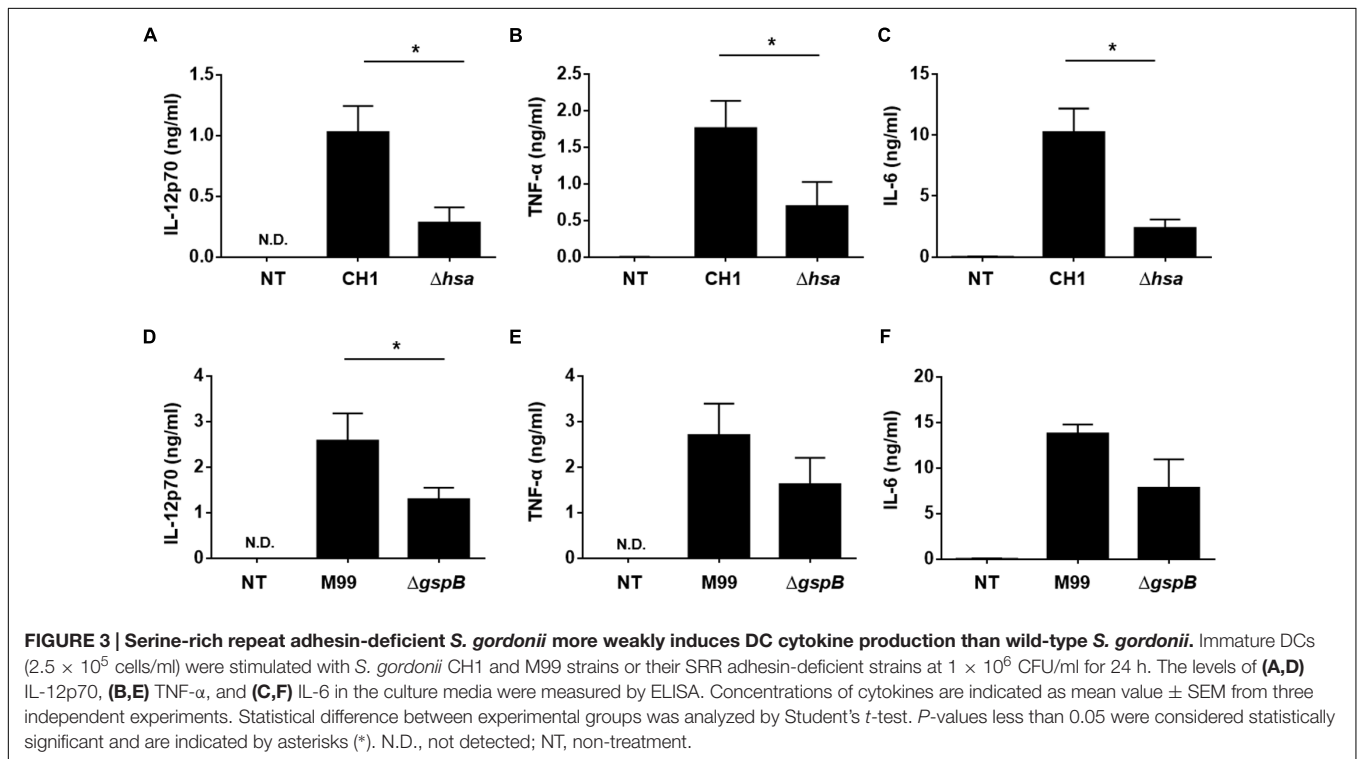 A
B
C
*
*
*
IL-12p70 (ng/ml)
1.5
1.0
0.5
0.0
N.D.
NT
CH1
Δhsa
TNF-α (ng/ml)
2.5
2.0
1.5
1.0
0.5
0.0
NT
CH1
Δhsa
IL-6 (ng/ml)
15
10
5
0
NT
CH1
Δhsa
D
E
F
*
IL-12p70 (ng/ml)
4
3
2
1
0
N.D.
NT
M99
ΔgspB
TNF-α (ng/ml)
4
3
2
1
0
N.D.
NT
M99
ΔgspB
IL-6 (ng/ml)
20
15
10
5
0
NT
M99
ΔgspB
FIGURE 3 | Serine-rich repeat adhesin-deficient S. gordonii more weakly induces DC cytokine production than wild-type S. gordonii. Immature DCs
(2.5 × 10⁵ cells/ml) were stimulated with S. gordonii CH1 and M99 strains or their SRR adhesin-deficient strains at 1 × 10⁶ CFU/ml for 24 h. The levels of (A,D)
IL-12p70, (B,E) TNF-α, and (C,F) IL-6 in the culture media were measured by ELISA. Concentrations of cytokines are indicated as mean value ± SEM from three
independent experiments. Statistical difference between experimental groups was analyzed by Student's t-test. P-values less than 0.05 were considered statistically
significant and are indicated by asterisks (*). N.D., not detected; NT, non-treatment.